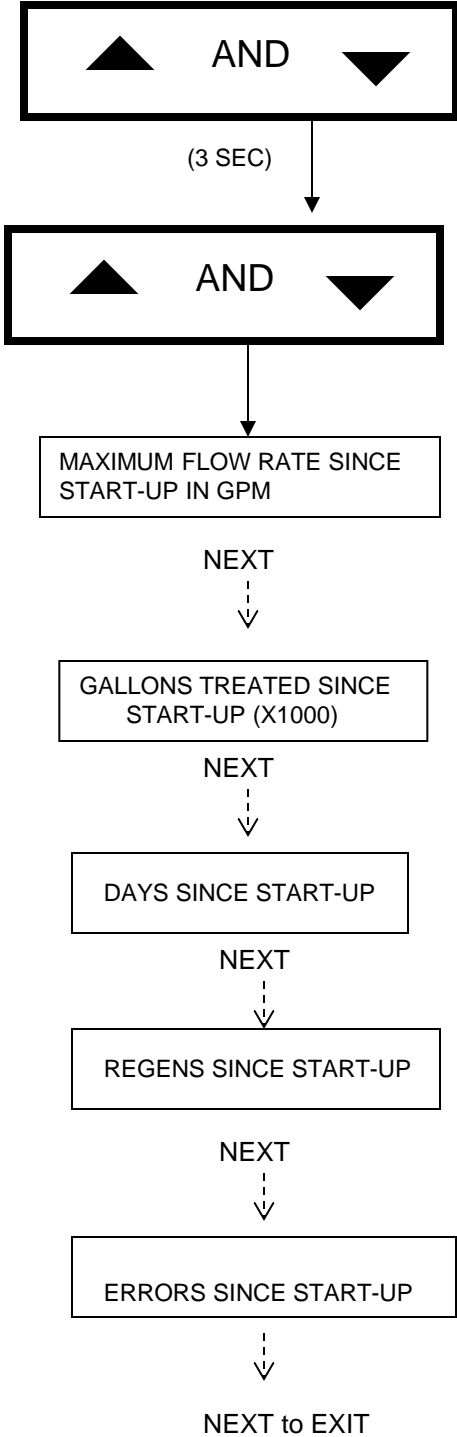 AND
(3 SEC)
AND
MAXIMUM FLOW RATE SINCE
START-UP IN GPM
NEXT
GALLONS TREATED SINCE
START-UP (X1000)
NEXT
DAYS SINCE START-UP
NEXT
REGENS SINCE START-UP
NEXT
ERRORS SINCE START-UP
NEXT to EXIT